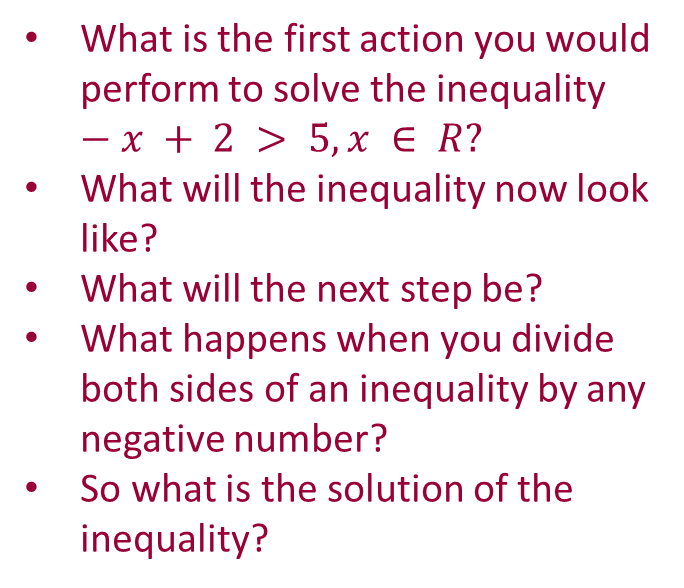 • What is the first action you would
perform to solve the inequality
− x + 2 > 5, x ∈ R?
• What will the inequality now look
like?
• What will the next step be?
• What happens when you divide
both sides of an inequality by any
negative number?
• So what is the solution of the
inequality?